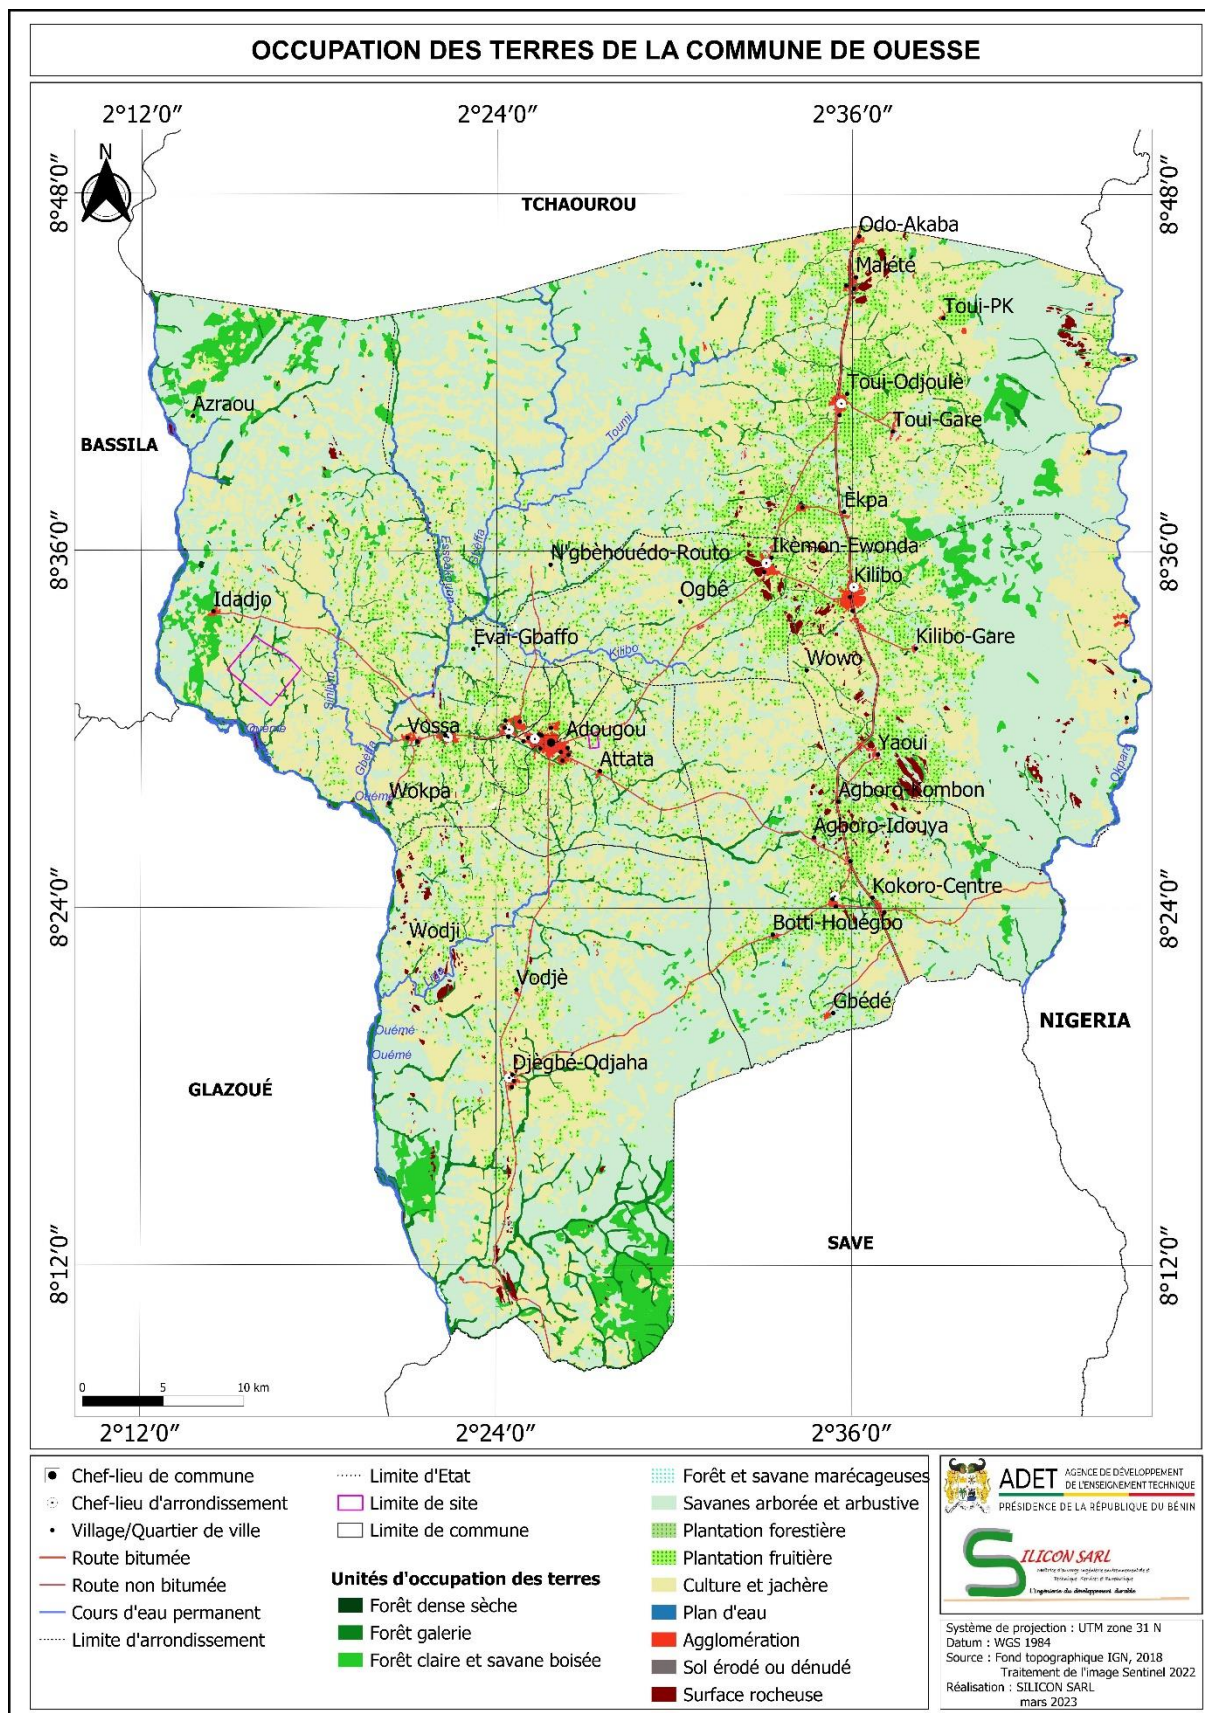 OCCUPATION DES TERRES DE LA COMMUNE DE OUESSE
2°12′0″ 2°24′0″ 2°36′0″
N
8°48′0″ 8°48′0″
TCHAOUROU
Odo-Akaba
Malété
Toui-PK
Toui-Odjoulè
Azraou
Toui-Gare
Toumi
BASSILA
Èkpa
8°36′0″ 8°36′0″
Gbeffa
N'gbèhouédo-Routo
Ikèmon-Ewonda
Kilibo
Ogbê
Idadjo
Kilibo-Gare
Evai-Gbaffo
Kilibo
Wowo
Vossa
Adougou
Yaoui
Gbeffa
Attata
Okpara
Ouémé
Wokpa
Agboro-Kombon
Agboro-Idouya
Kokoro-Centre
8°24′0″ 8°24′0″
Botti-Houégbo
Wodji
Vodjè
Gbédé
NIGERIA
Ouémé
Ouémé
Djègbé-Odjaha
GLAZOUÉ
SAVE
8°12′0″ 8°12′0″
0 5 10 km
2°12′0″ 2°24′0″ 2°36′0″
Chef-lieu de commune
Chef-lieu d'arrondissement
Village/Quartier de ville
Route bitumée
Route non bitumée
Cours d'eau permanent
Limite d'arrondissement
Limite d'Etat
Limite de site
Limite de commune
Unités d'occupation des terres
Forêt dense sèche
Forêt galerie
Forêt claire et savane boisée
Forêt et savane marécageuses
Savanes arborée et arbustive
Plantation forestière
Plantation fruitière
Culture et jachère
Plan d'eau
Agglomération
Sol érodé ou dénudé
Surface rocheuse
ADET AGENCE DE DÉVELOPPEMENT
DE L'ENSEIGNEMENT TECHNIQUE
PRÉSIDENCE DE LA RÉPUBLIQUE DU BÉNIN
SILICON SARL
L'ingénierie du développement durable
Système de projection : UTM zone 31 N
Datum : WGS 1984
Source : Fond topographique IGN, 2018
Traitement de l'image Sentinel 2022
Réalisation : SILICON SARL
mars 2023